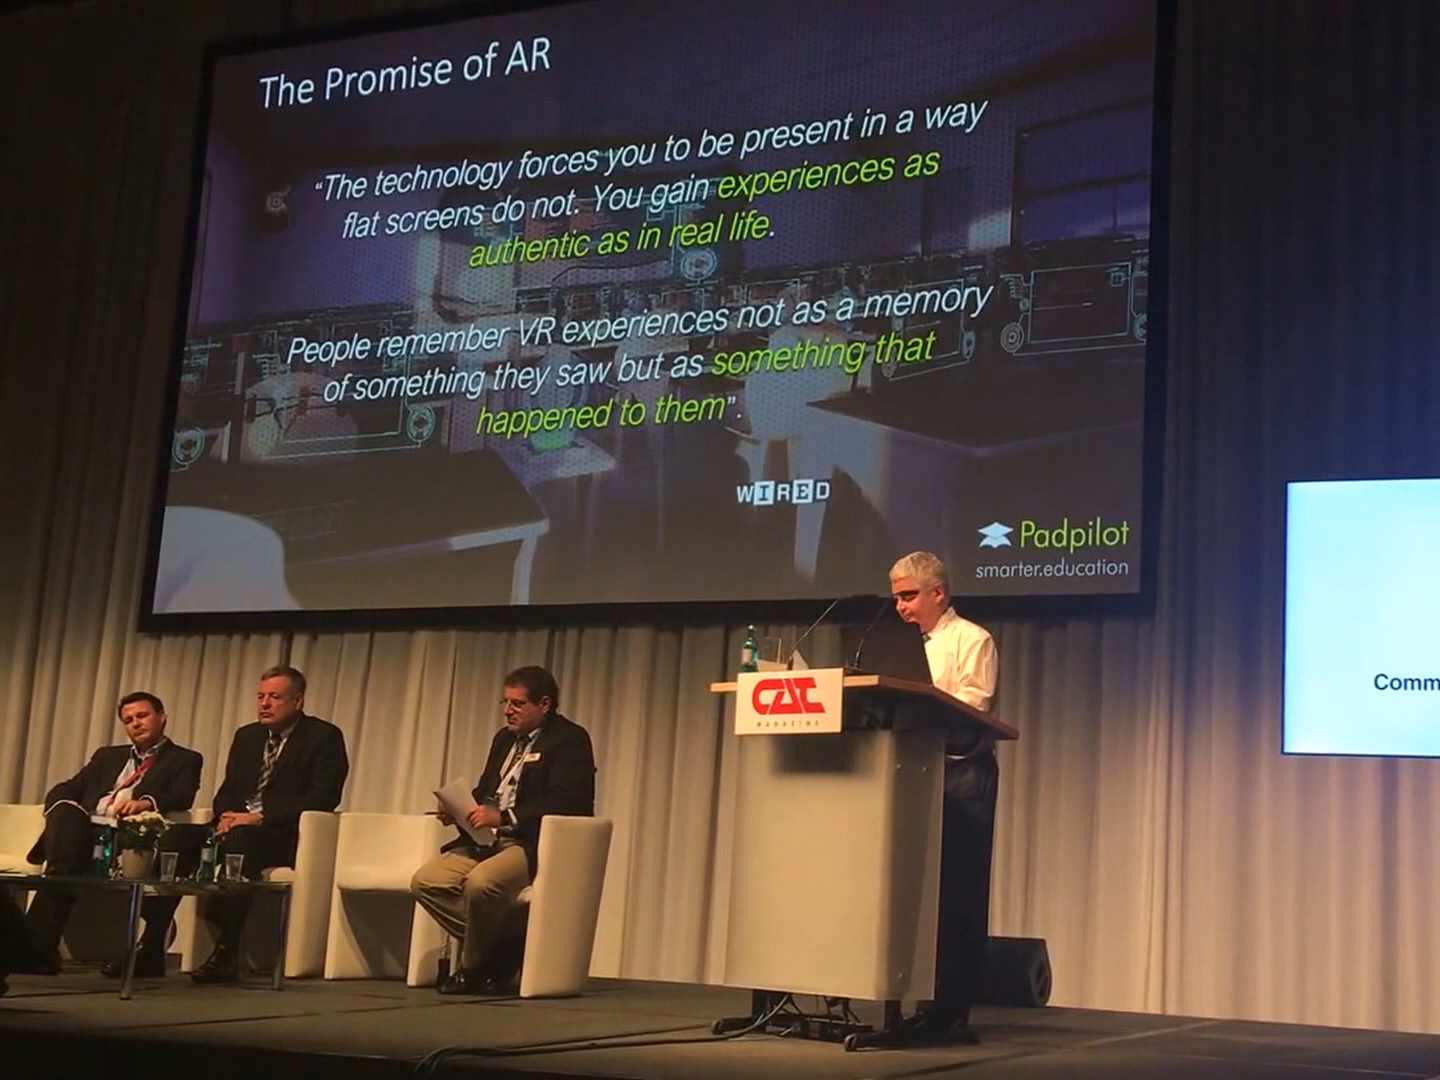 The Promise of AR
“The technology forces you to be present in a way
flat screens do not. You gain experiences as
authentic as in real life.
People remember VR experiences not as a memory
of something they saw but as something that
happened to them”.
WIRED
Padpilot
smarter.education
CAT
MAGAZINE
Comm